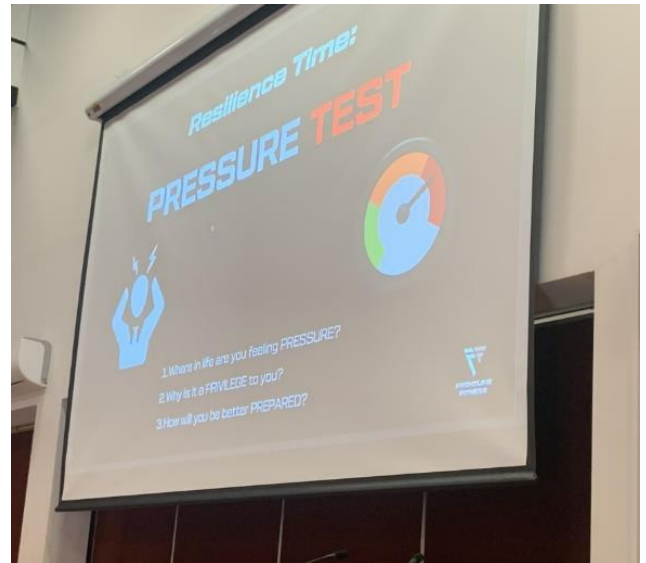 Resilience Time:
PRESSURE TEST
1.Where in life are you feeling PRESSURE?
2.Why is it a PRIVILEGE to you?
3.How will you be better PREPARED?
FITNESS